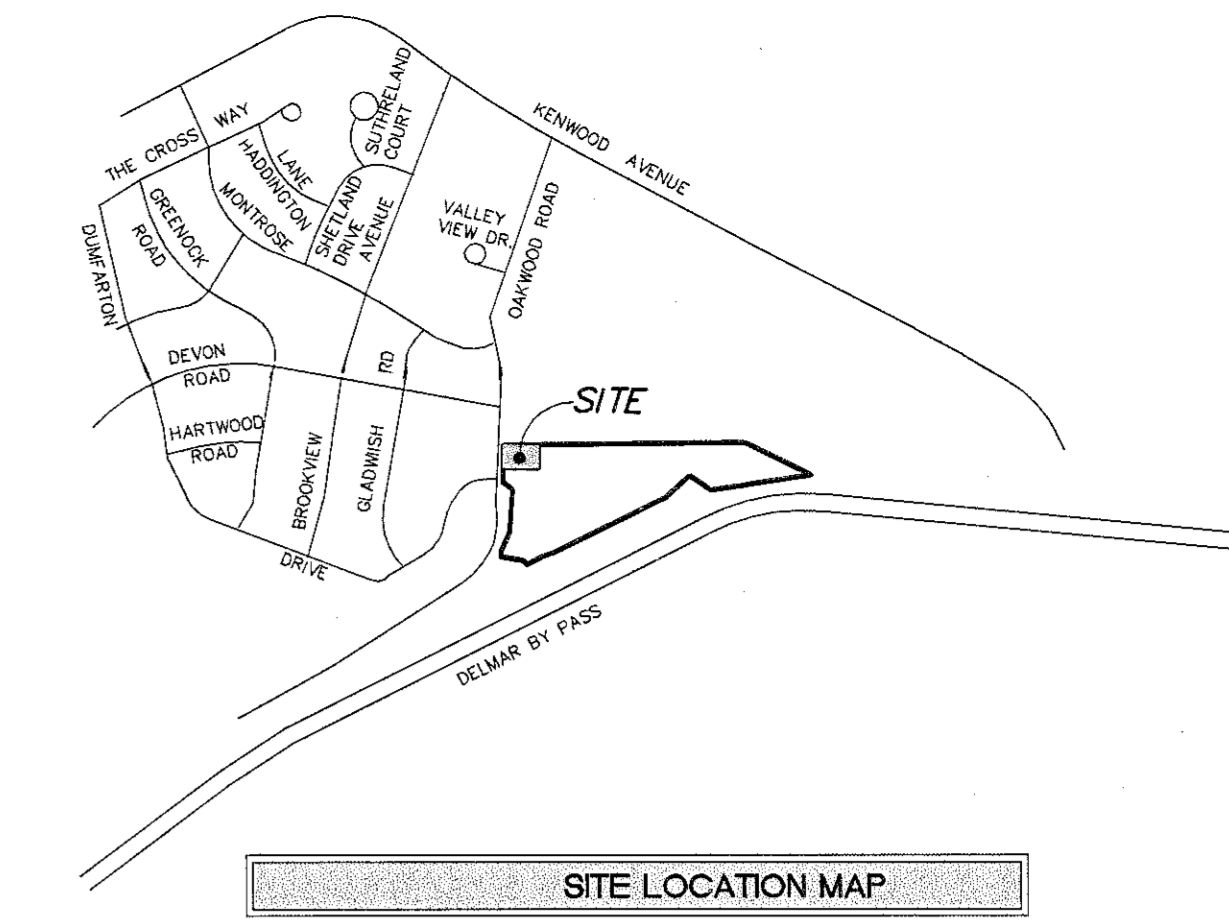 KENWOOD AVENUE
SUTHRELAND
COURT
THE CROSS WAY
HADDINGTON
LANE
MONTROSE
SHETLAND
DRIVE
AVENUE
VALLEY
VIEW DR.
OAKWOOD ROAD
GREENOCK
ROAD
DUMFARTON
DEVON
ROAD
RD
HARTWOOD
ROAD
BROOKVIEW
GLADWIISH
DRIVE
SITE
DELMAR BY PASS
SITE LOCATION MAP